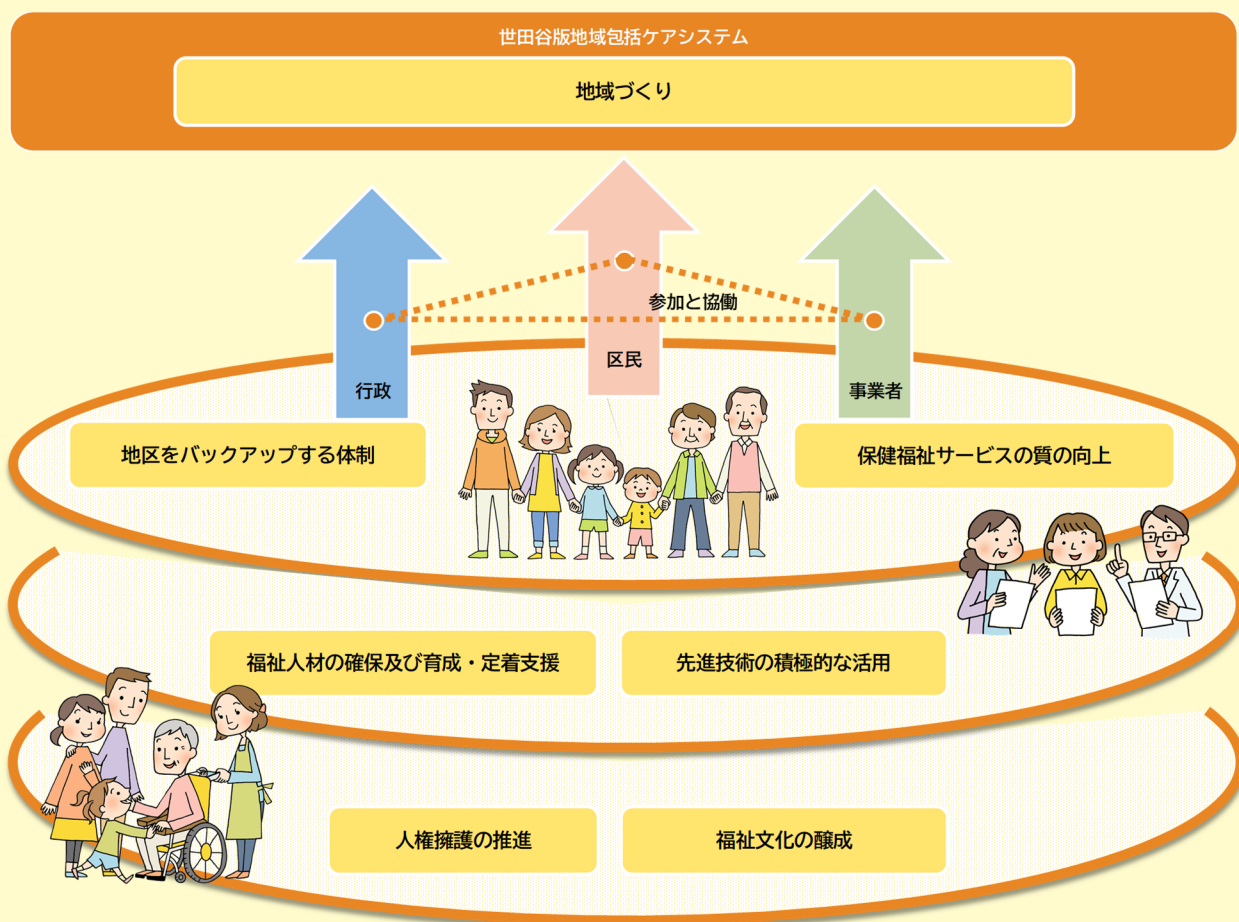 世田谷版地域包括ケアシステム
地域づくり
参加と協働
区民
行政
事業者
地区をバックアップする体制
保健福祉サービスの質の向上
福祉人材の確保及び育成・定着支援
先進技術の積極的な活用
人権擁護の推進
福祉文化の醸成